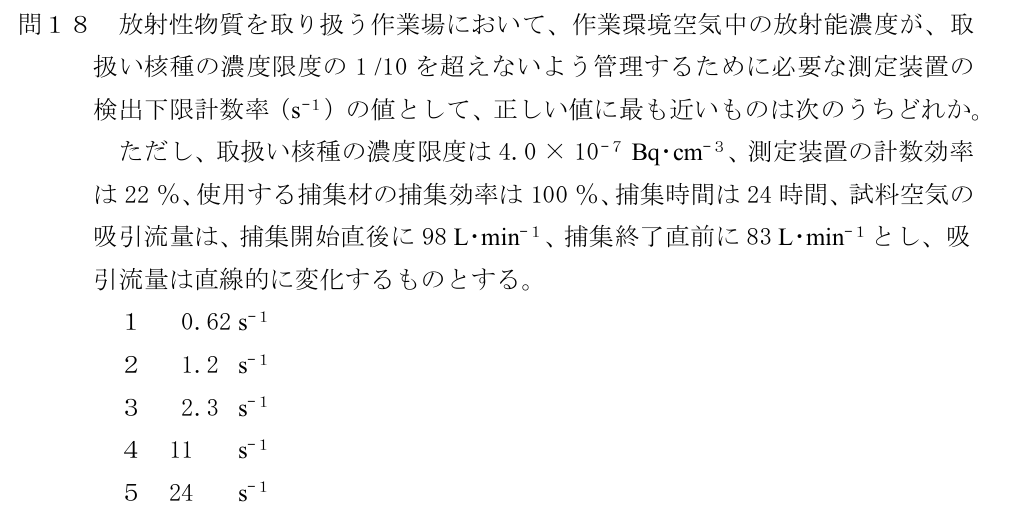 問１８　放射性物質を取り扱う作業場において、作業環境空気中の放射能濃度が、取
扱い核種の濃度限度の 1 /10 を超えないよう管理するために必要な測定装置の
検出下限計数率（s⁻¹）の値として、正しい値に最も近いものは次のうちどれか。
ただし、取扱い核種の濃度限度は 4.0 × 10⁻⁷ Bq･cm⁻³、測定装置の計数効率
は 22 %、使用する捕集材の捕集効率は 100 %、捕集時間は 24 時間、試料空気の
吸引流量は、捕集開始直後に 98 L･min⁻¹、捕集終了直前に 83 L･min⁻¹ とし、吸
引流量は直線的に変化するものとする。
１　0.62 s⁻¹
２　1.2 s⁻¹
３　2.3 s⁻¹
４　11 s⁻¹
５　24 s⁻¹